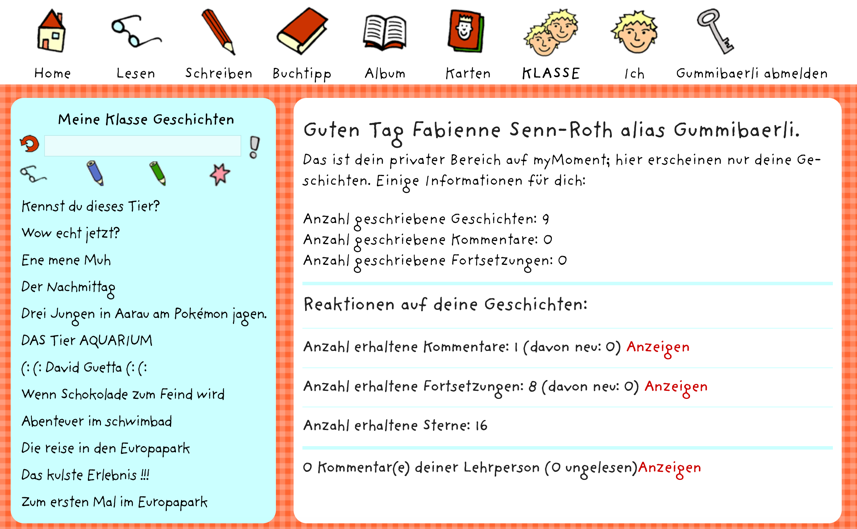 Home
Lesen
Schreiben
Buchtipp
Album
Karten
KLASSE
Ich
Gummibaerli abmelden
Meine Klasse Geschichten
Kennst du dieses Tier?
Wow echt jetzt?
Ene mene Muh
Der Nachmittag
Drei Jungen in Aarau am Pokémon jagen.
DAS Tier AQUARIUM
(: (: David Guetta (: (:
Wenn Schokolade zum Feind wird
Abenteuer im schwimbad
Die reise in den Europapark
Das kulste Erlebnis !!!
Zum ersten Mal im Europapark
Guten Tag Fabienne Senn-Roth alias Gummibaerli.
Das ist dein privater Bereich auf myMoment; hier erscheinen nur deine Ge-
schichten. Einige Informationen für dich:
Anzahl geschriebene Geschichten: 9
Anzahl geschriebene Kommentare: 0
Anzahl geschriebene Fortsetzungen: 0
Reaktionen auf deine Geschichten:
Anzahl erhaltene Kommentare: 1 (davon neu: 0) Anzeigen
Anzahl erhaltene Fortsetzungen: 8 (davon neu: 0) Anzeigen
Anzahl erhaltene Sterne: 16
0 Kommentar(e) deiner Lehrperson (0 ungelesen)Anzeigen